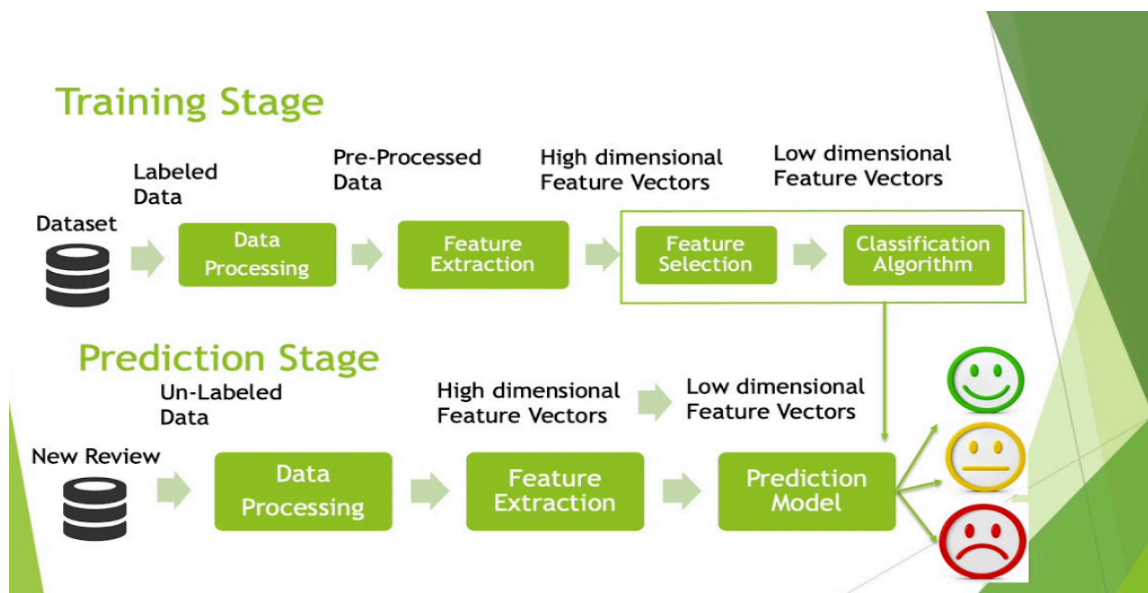 Training Stage
Labeled
Data
Pre-Processed
Data
High dimensional
Feature Vectors
Low dimensional
Feature Vectors
Dataset
Data
Processing
Feature
Extraction
Feature
Selection
Classification
Algorithm
Prediction Stage
Un-Labeled
Data
High dimensional
Feature Vectors
Low dimensional
Feature Vectors
New Review
Data
Processing
Feature
Extraction
Prediction
Model